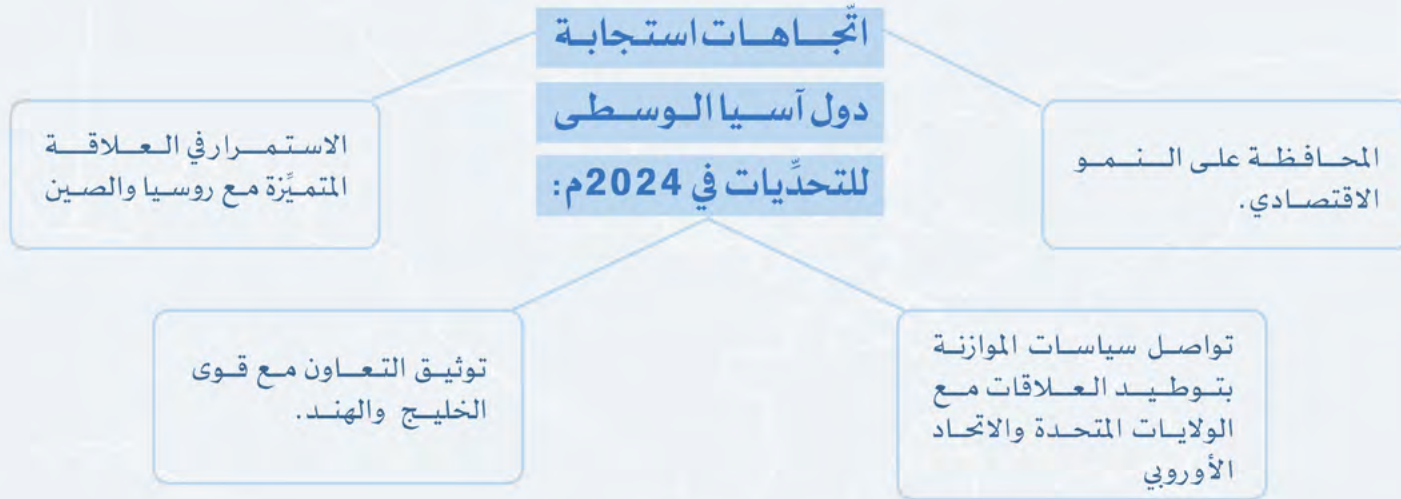 اتّجاهات استجابة
دول آسيا الوسطى
للتحدِّيات في 2024م:
المحافظة على النمو
الاقتصادي.
الاستمرار في العلاقة
المتميِّزة مع روسيا والصين
تواصل سياسات الموازنة
بتوطيد العلاقات مع
الولايات المتحدة والاتحاد
الأوروبي
توثيق التعاون مع قوى
الخليج والهند.